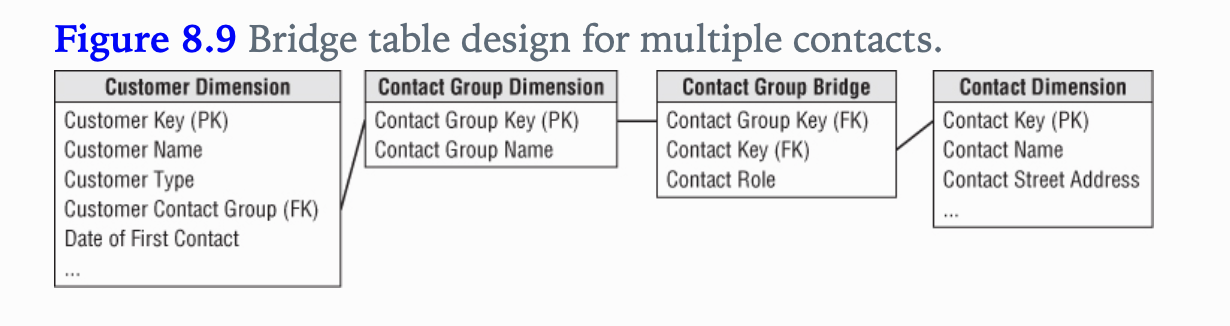 Figure 8.9 Bridge table design for multiple contacts.
Customer Dimension
Customer Key (PK)
Customer Name
Customer Type
Customer Contact Group (FK)
Date of First Contact
...
Contact Group Dimension
Contact Group Key (PK)
Contact Group Name
Contact Group Bridge
Contact Group Key (FK)
Contact Key (FK)
Contact Role
Contact Dimension
Contact Key (PK)
Contact Name
Contact Street Address
...